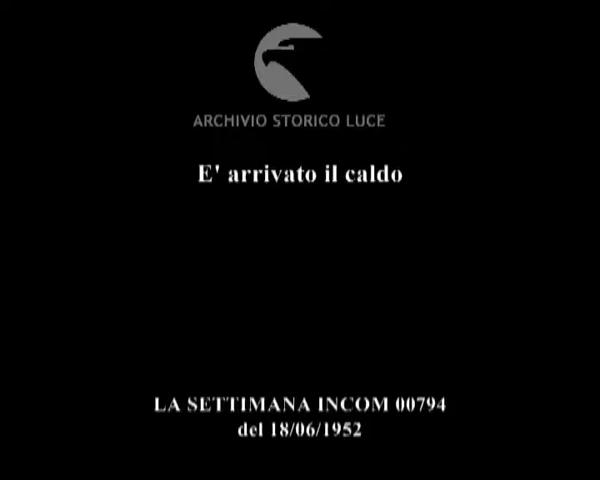 ARCHIVIO STORICO LUCE
E' arrivato il caldo
LA SETTIMANA INCOM 00794
del 18/06/1952